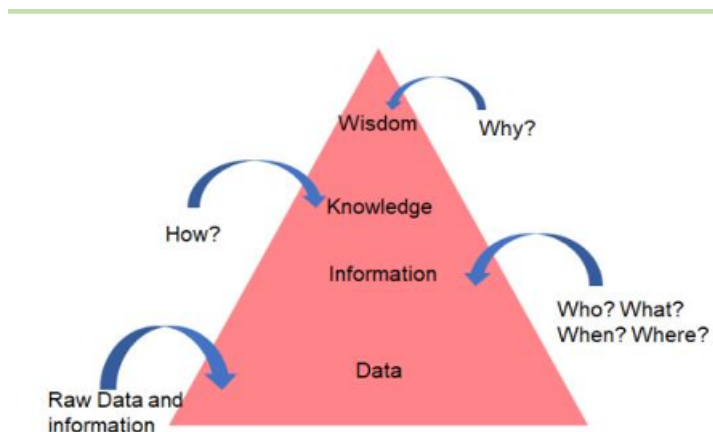 Wisdom
Why?
Knowledge
How?
Information
Who? What?
When? Where?
Data
Raw Data and
information